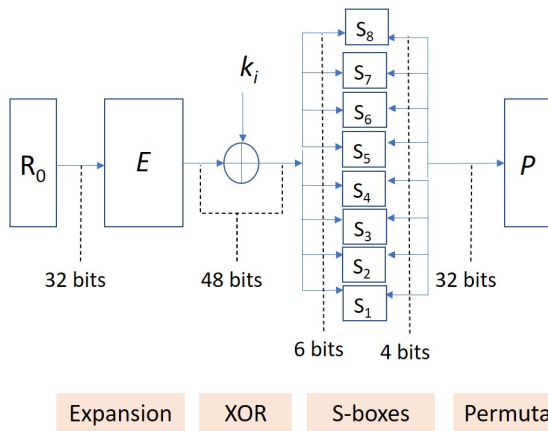 S8
S7
ki
S6
R0
E
S5
P
S4
S3
32 bits
48 bits
S2
32 bits
S1
6 bits
4 bits
Expansion
XOR
S-boxes
Permuta